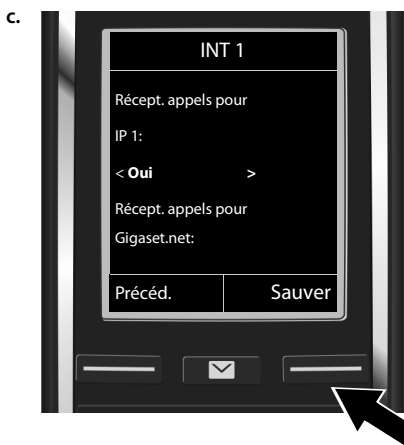 c.
INT 1
Récept. appels pour
IP 1:
< Oui >
Récept. appels pour
Gigaset.net:
Précéd. Sauver